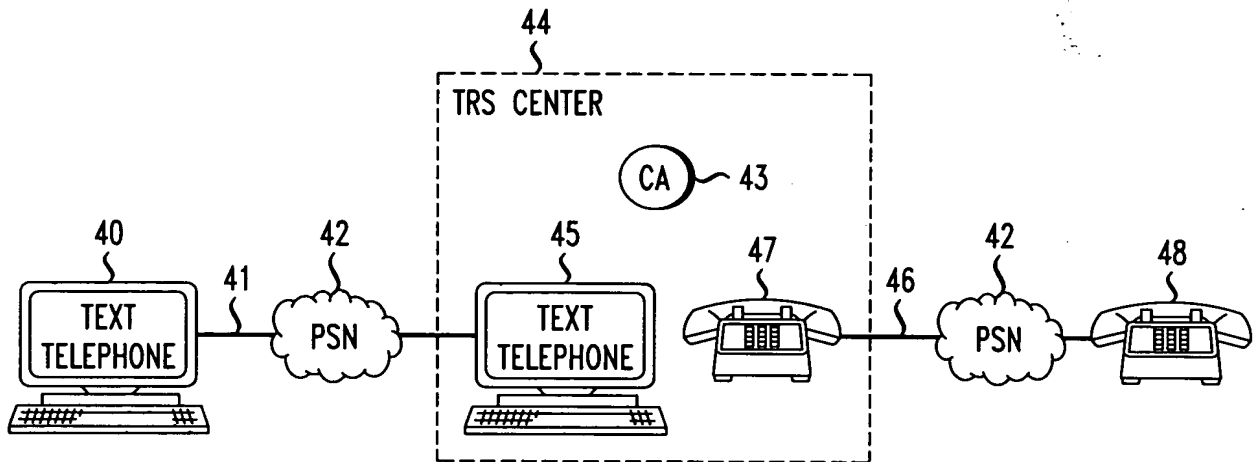 44
TRS CENTER
CA
43
40
42
45
47
42
48
41
46
TEXT
TELEPHONE
PSN
TEXT
TELEPHONE
PSN